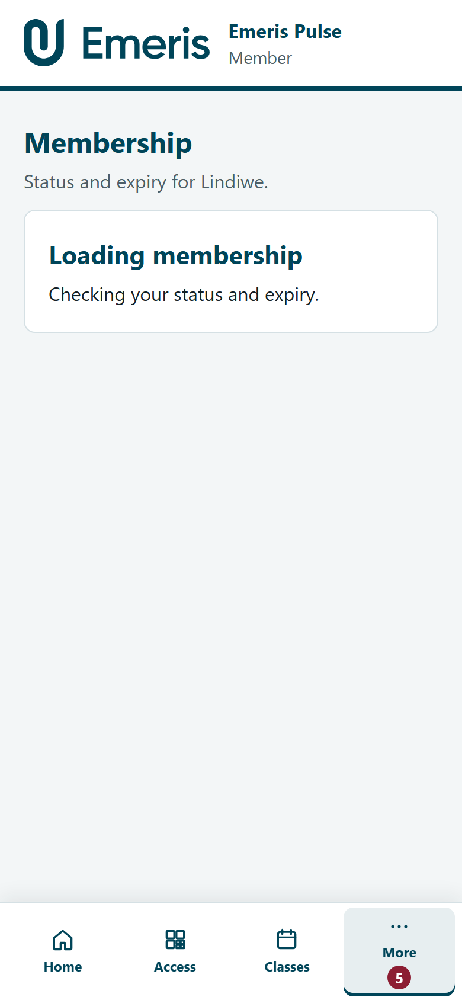 Emeris
Emeris Pulse
Member
Membership
Status and expiry for Lindiwe.
Loading membership
Checking your status and expiry.
Home
Access
Classes
More
5